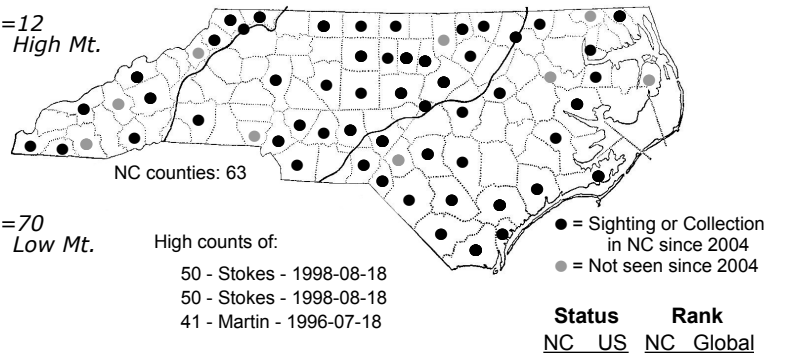 =12
High Mt.
NC counties: 63
=70
Low Mt.
High counts of:
50 - Stokes - 1998-08-18
50 - Stokes - 1998-08-18
41 - Martin - 1996-07-18
= Sighting or Collection
in NC since 2004
= Not seen since 2004
Status Rank
NC US NC Global